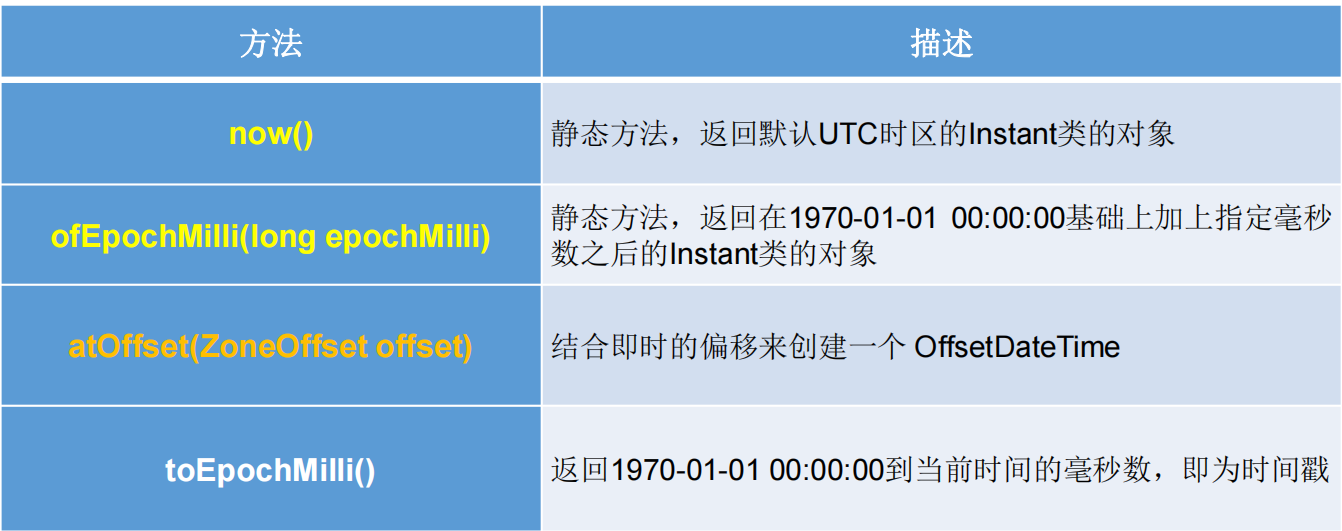 方法
描述
now()
静态方法，返回默认UTC时区的Instant类的对象
ofEpochMilli(long epochMilli)
静态方法，返回在1970-01-01 00:00:00基础上加上指定毫秒
数之后的Instant类的对象
atOffset(ZoneOffset offset)
结合即时的偏移来创建一个 OffsetDateTime
toEpochMilli()
返回1970-01-01 00:00:00到当前时间的毫秒数，即为时间戳